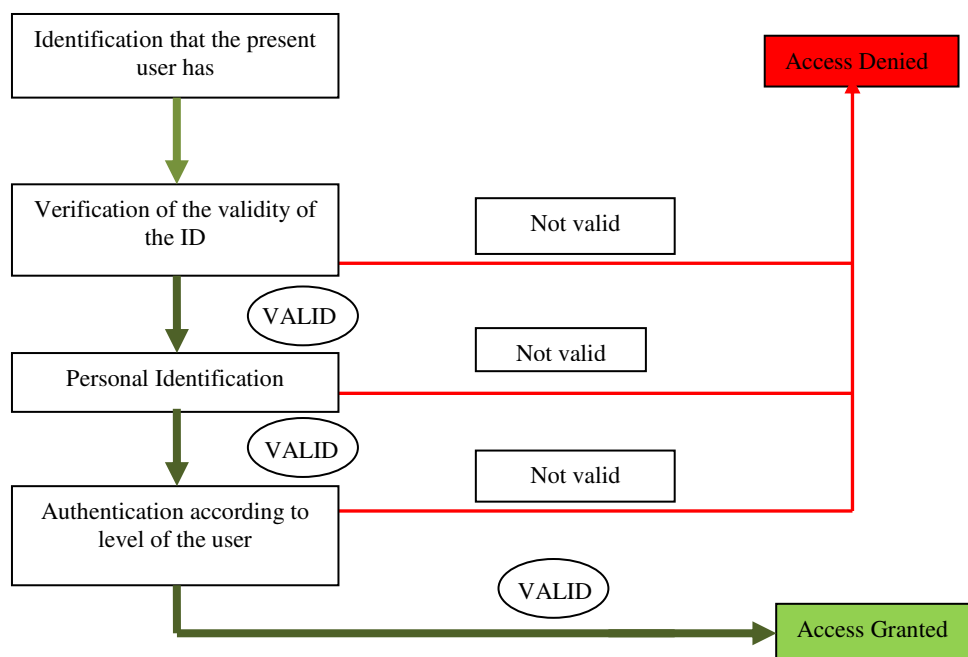 Identification that the present
user has
Access Denied
Verification of the validity of
the ID
Not valid
VALID
Personal Identification
Not valid
VALID
Authentication according to
level of the user
Not valid
VALID
Access Granted